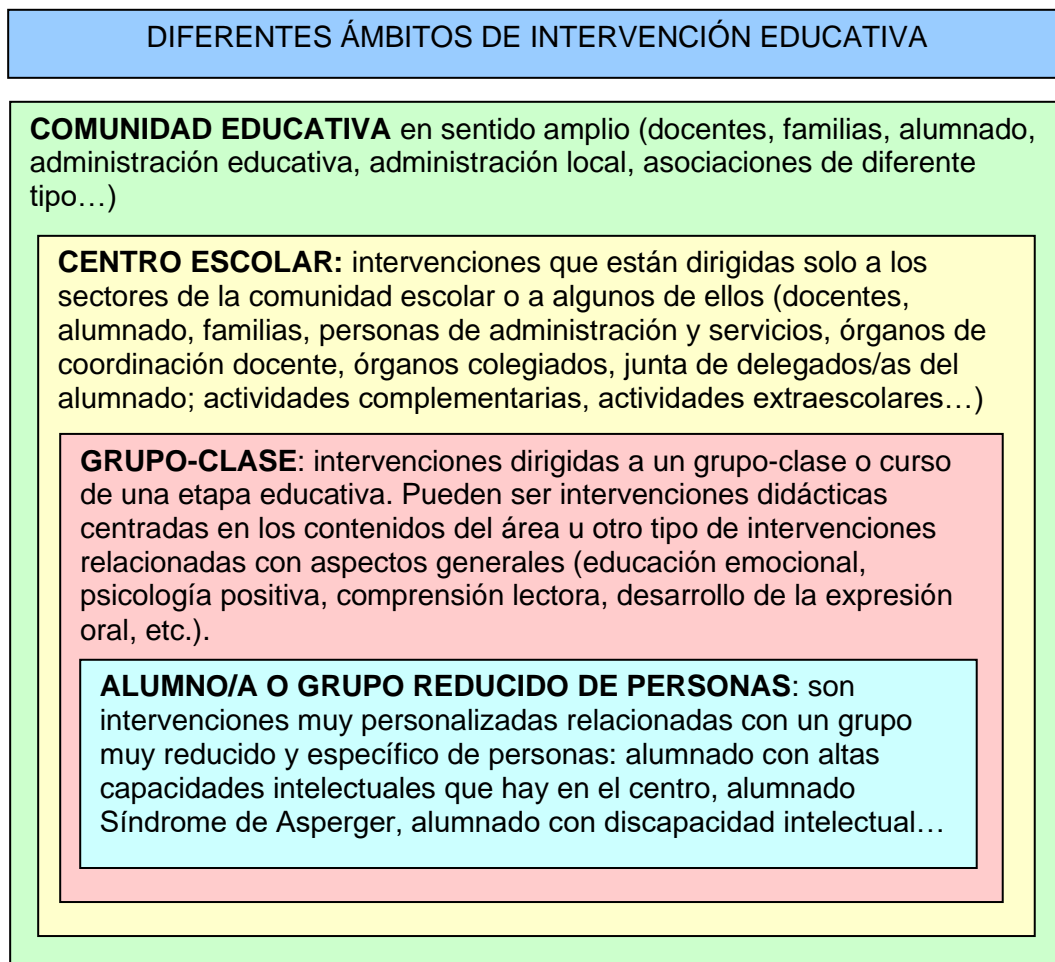 DIFERENTES ÁMBITOS DE INTERVENCIÓN EDUCATIVA
COMUNIDAD EDUCATIVA en sentido amplio (docentes, familias, alumnado,
administración educativa, administración local, asociaciones de diferente
tipo…)
CENTRO ESCOLAR: intervenciones que están dirigidas solo a los
sectores de la comunidad escolar o a algunos de ellos (docentes,
alumnado, familias, personas de administración y servicios, órganos de
coordinación docente, órganos colegiados, junta de delegados/as del
alumnado; actividades complementarias, actividades extraescolares…)
GRUPO-CLASE: intervenciones dirigidas a un grupo-clase o curso
de una etapa educativa. Pueden ser intervenciones didácticas
centradas en los contenidos del área u otro tipo de intervenciones
relacionadas con aspectos generales (educación emocional,
psicología positiva, comprensión lectora, desarrollo de la expresión
oral, etc.).
ALUMNO/A O GRUPO REDUCIDO DE PERSONAS: son
intervenciones muy personalizadas relacionadas con un grupo
muy reducido y específico de personas: alumnado con altas
capacidades intelectuales que hay en el centro, alumnado
Síndrome de Asperger, alumnado con discapacidad intelectual…